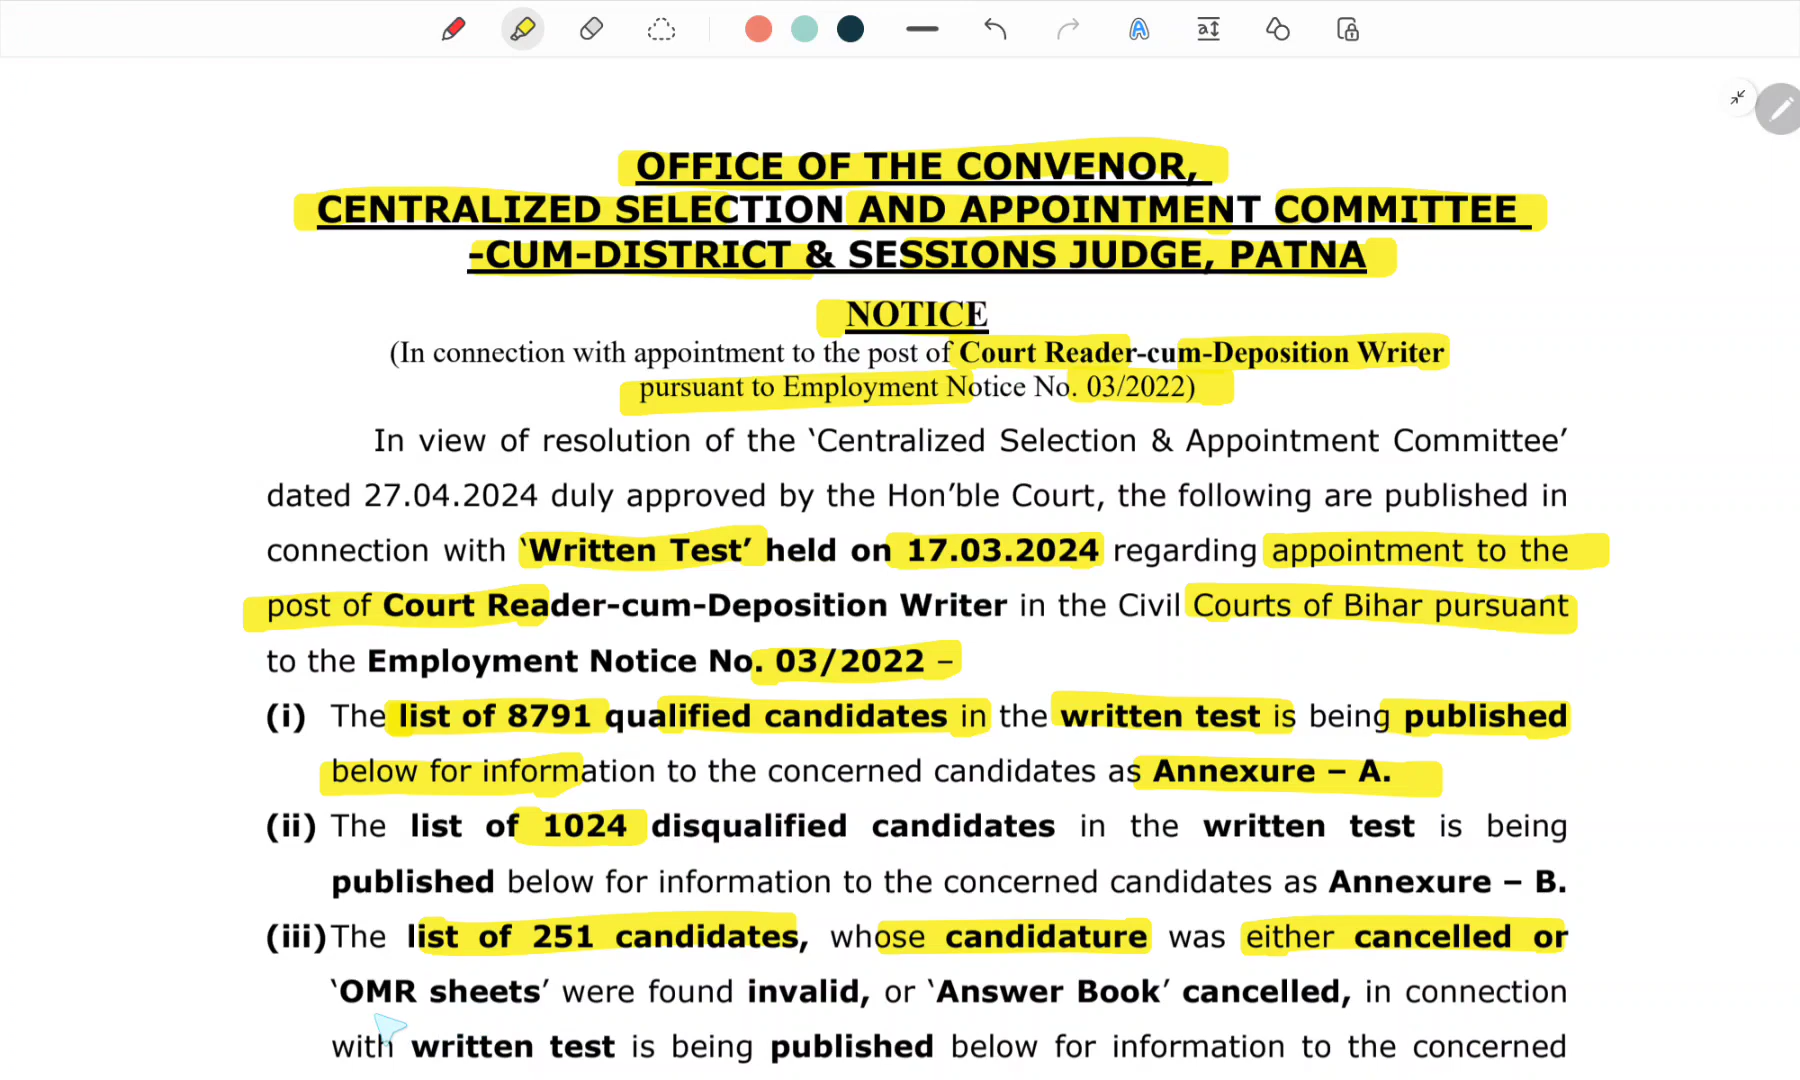 OFFICE OF THE CONVENOR,
CENTRALIZED SELECTION AND APPOINTMENT COMMITTEE
-CUM-DISTRICT & SESSIONS JUDGE, PATNA
NOTICE
(In connection with appointment to the post of Court Reader-cum-Deposition Writer
pursuant to Employment Notice No. 03/2022)
In view of resolution of the ‘Centralized Selection & Appointment Committee’
dated 27.04.2024 duly approved by the Hon’ble Court, the following are published in
connection with ‘Written Test’ held on 17.03.2024 regarding appointment to the
post of Court Reader-cum-Deposition Writer in the Civil Courts of Bihar pursuant
to the Employment Notice No. 03/2022 –
(i) The list of 8791 qualified candidates in the written test is being published
below for information to the concerned candidates as Annexure – A.
(ii) The list of 1024 disqualified candidates in the written test is being
published below for information to the concerned candidates as Annexure – B.
(iii) The list of 251 candidates, whose candidature was either cancelled or
‘OMR sheets’ were found invalid, or ‘Answer Book’ cancelled, in connection
with written test is being published below for information to the concerned